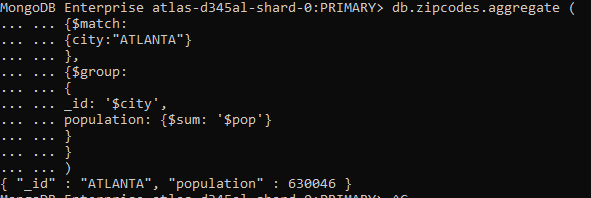 MongoDB Enterprise atlas-d345al-shard-0:PRIMARY> db.zipcodes.aggregate (
... ... {$match:
... ... {city:"ATLANTA"}
... ... },
... ... {$group:
... ... {
... ... _id: '$city',
... ... population: {$sum: '$pop'}
... ... }
... ... }
... ... )
{ "_id" : "ATLANTA", "population" : 630046 }
MongoDB Enterprise atlas-d345al-shard-0:PRIMARY> ^C